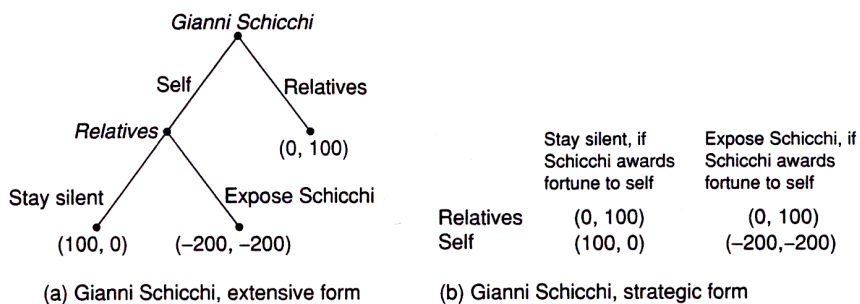 Gianni Schicchi
Self
Relatives
Relatives
(0, 100)
Stay silent
Expose Schicchi
(100, 0)
(–200, –200)
(a) Gianni Schicchi, extensive form
Stay silent, if
Schicchi awards
fortune to self
Expose Schicchi, if
Schicchi awards
fortune to self
Relatives (0, 100) (0, 100)
Self (100, 0) (–200,–200)
(b) Gianni Schicchi, strategic form